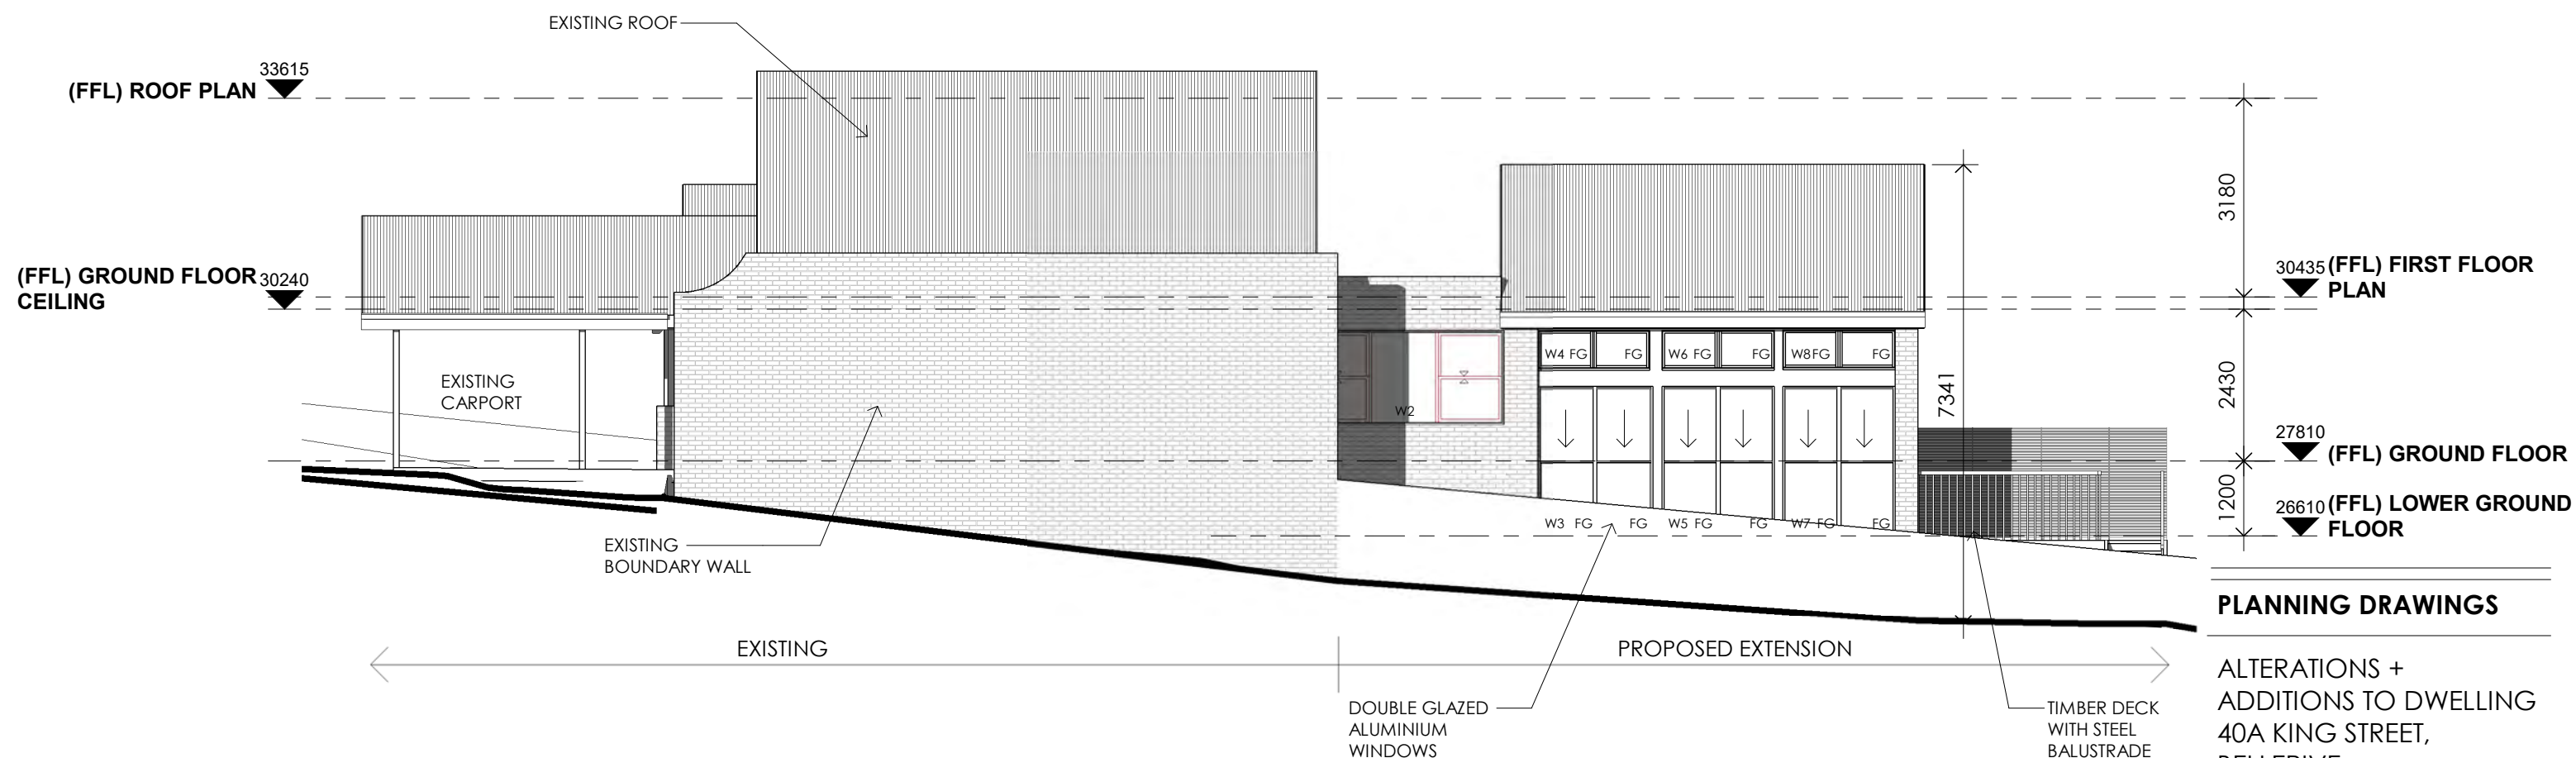 EXISTING ROOF
33615
(FFL) ROOF PLAN
3180
(FFL) GROUND FLOOR
CEILING
30240
30435
(FFL) FIRST FLOOR
PLAN
EXISTING
CARPORT
W4 FG FG W6 FG FG W8FG FG
W2
7341
2430
27810
(FFL) GROUND FLOOR
1200
26610
(FFL) LOWER GROUND
FLOOR
W3 FG FG W5 FG FG W7 FG FG
EXISTING
BOUNDARY WALL
PLANNING DRAWINGS
EXISTING
PROPOSED EXTENSION
ALTERATIONS +
ADDITIONS TO DWELLING
40A KING STREET,
DOUBLE GLAZED
ALUMINIUM
WINDOWS
TIMBER DECK
WITH STEEL
BALUSTRADE